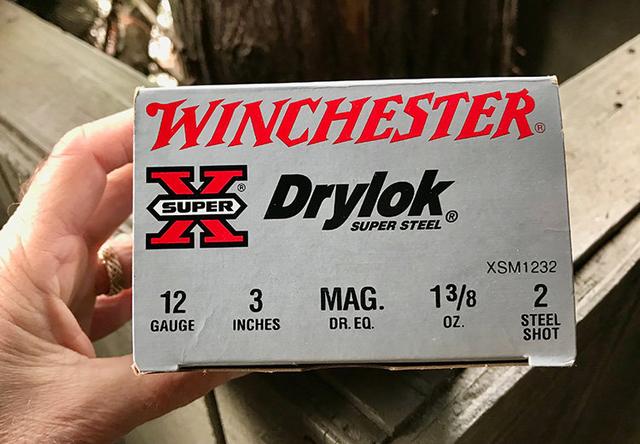 WINCHESTER®
SUPER X®
Drylok®
SUPER STEEL
XSM1232
12 3 MAG. 1 3/8 2
GAUGE INCHES DR. EQ. OZ. STEEL
SHOT